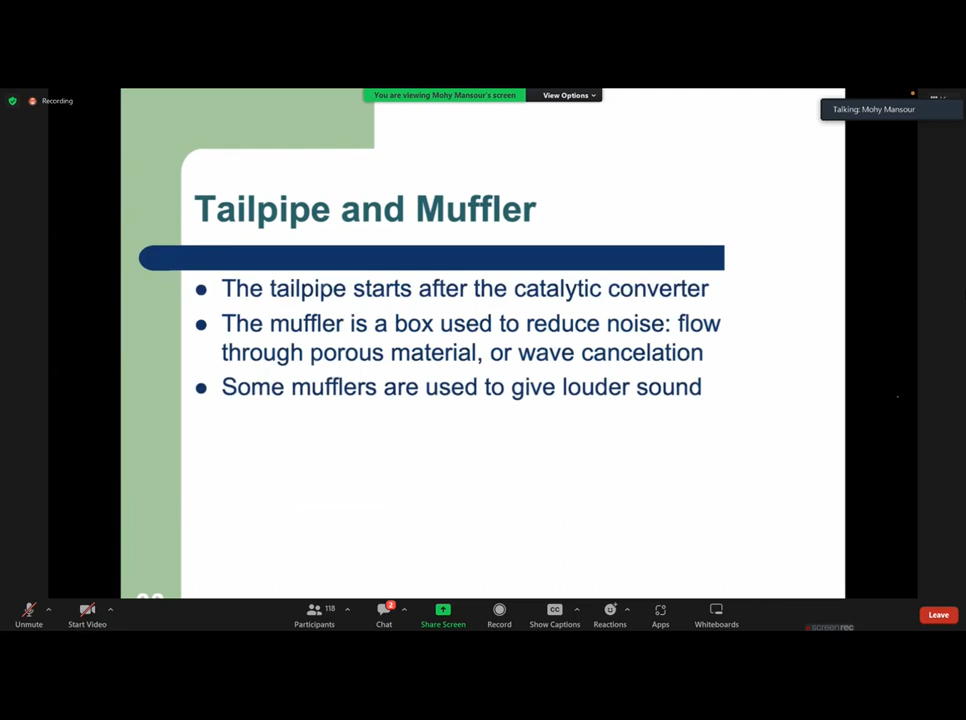 Recording
You are viewing Mohy Mansour's screen
View Options
Talking: Mohy Mansour
Tailpipe and Muffler
The tailpipe starts after the catalytic converter
The muffler is a box used to reduce noise: flow
through porous material, or wave cancelation
Some mufflers are used to give louder sound
Unmute
Start Video
118
Participants
2
Chat
Share Screen
Record
CC
Show Captions
Reactions
Apps
Whiteboards
Leave
screenrec